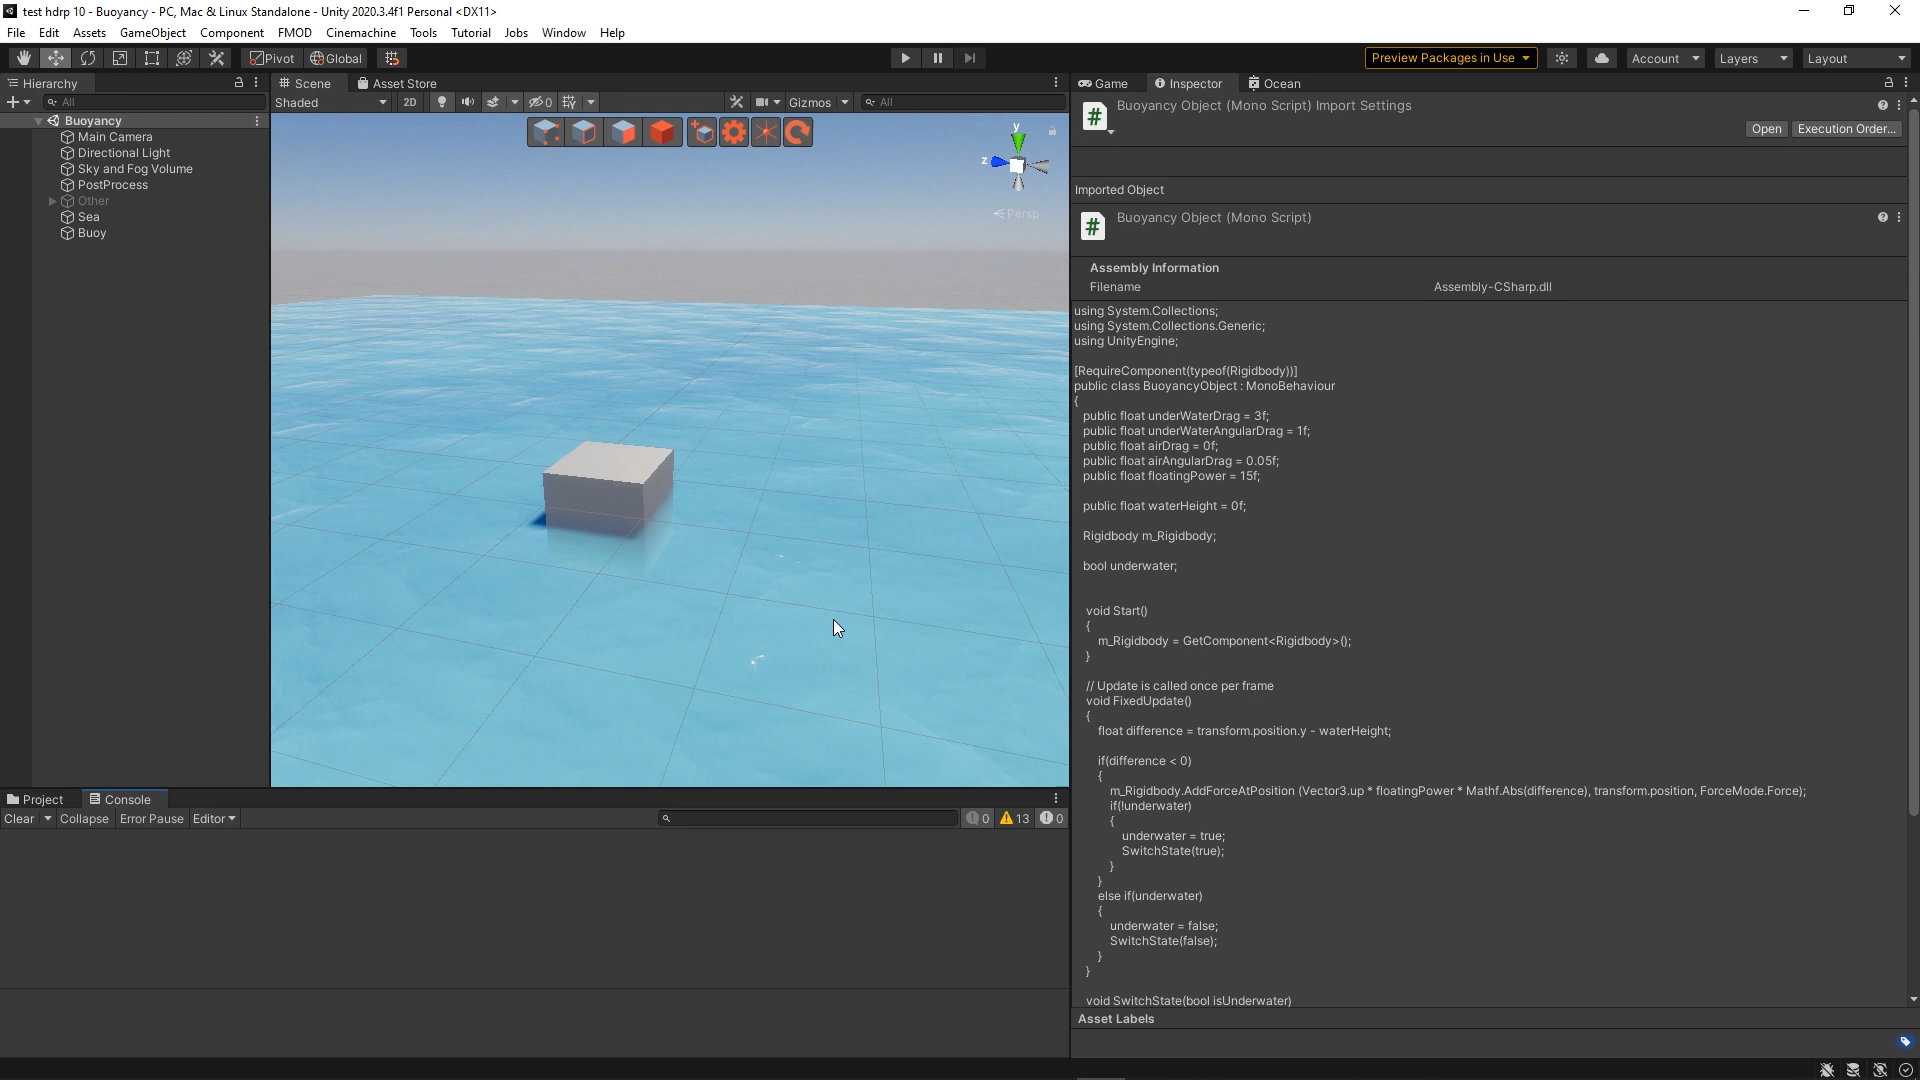 test hdrp 10 - Buoyancy - PC, Mac & Linux Standalone - Unity 2020.3.4f1 Personal <DX11>
File Edit Assets GameObject Component FMOD Cinemachine Tools Tutorial Jobs Window Help
Pivot Global Preview Packages in Use Account Layers Layout
Hierarchy
All
Buoyancy
Main Camera
Directional Light
Sky and Fog Volume
PostProcess
Other
Sea
Buoy
Scene Asset Store
Shaded 2D 0 Gizmos All
y
z
Persp
Game Inspector Ocean
Buoyancy Object (Mono Script) Import Settings
Open Execution Order...
Imported Object
Buoyancy Object (Mono Script)
Assembly Information
Filename Assembly-CSharp.dll
using System.Collections;
using System.Collections.Generic;
using UnityEngine;
[RequireComponent(typeof(Rigidbody))]
public class BuoyancyObject : MonoBehaviour
{
public float underWaterDrag = 3f;
public float underWaterAngularDrag = 1f;
public float airDrag = 0f;
public float airAngularDrag = 0.05f;
public float floatingPower = 15f;
public float waterHeight = 0f;
Rigidbody m_Rigidbody;
bool underwater;
void Start()
{
m_Rigidbody = GetComponent<Rigidbody>();
}
// Update is called once per frame
void FixedUpdate()
{
float difference = transform.position.y - waterHeight;
if(difference < 0)
{
m_Rigidbody.AddForceAtPosition (Vector3.up * floatingPower * Mathf.Abs(difference), transform.position, ForceMode.Force);
if(!underwater)
{
underwater = true;
SwitchState(true);
}
}
else if(underwater)
{
underwater = false;
SwitchState(false);
}
}
void SwitchState(bool isUnderwater)
Asset Labels
Project Console
Clear Collapse Error Pause Editor 0 13 0